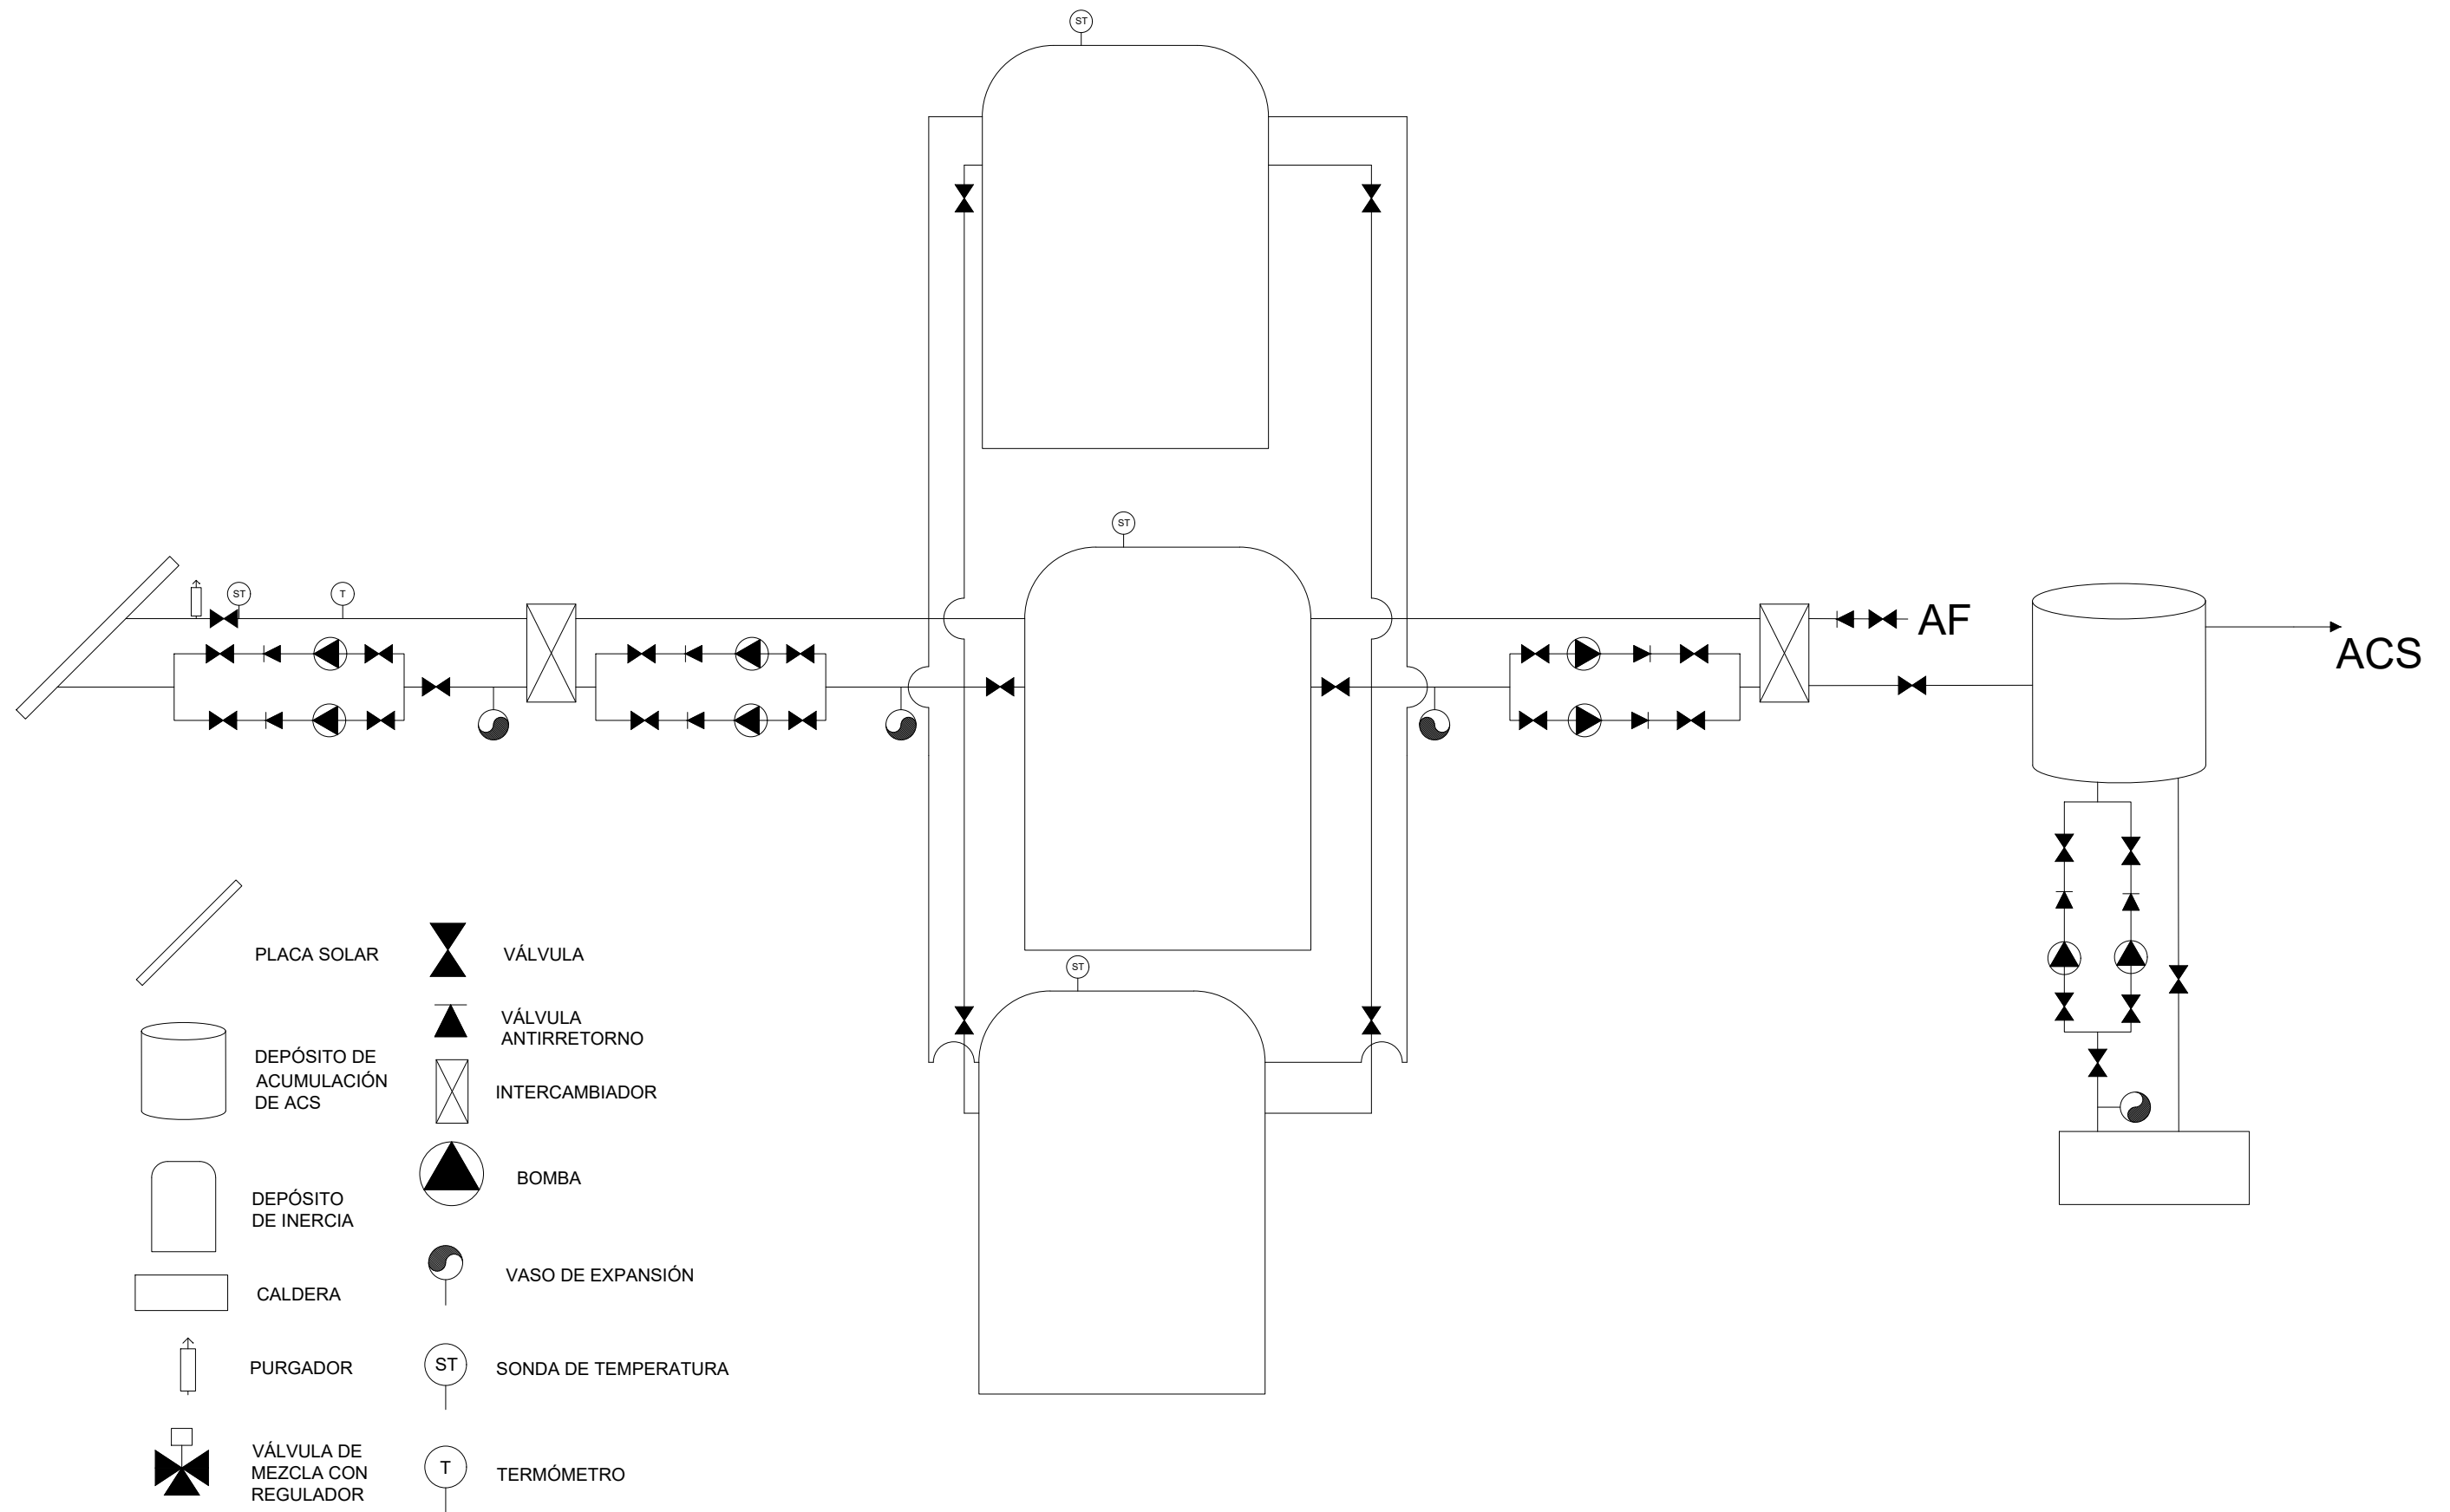 ST
ST
ST
T
AF
ACS
ST
PLACA SOLAR
VÁLVULA
VÁLVULA
ANTIRRETORNO
DEPÓSITO DE
ACUMULACIÓN
DE ACS
INTERCAMBIADOR
BOMBA
DEPÓSITO
DE INERCIA
VASO DE EXPANSIÓN
CALDERA
PURGADOR
ST
SONDA DE TEMPERATURA
VÁLVULA DE
MEZCLA CON
REGULADOR
T
TERMÓMETRO